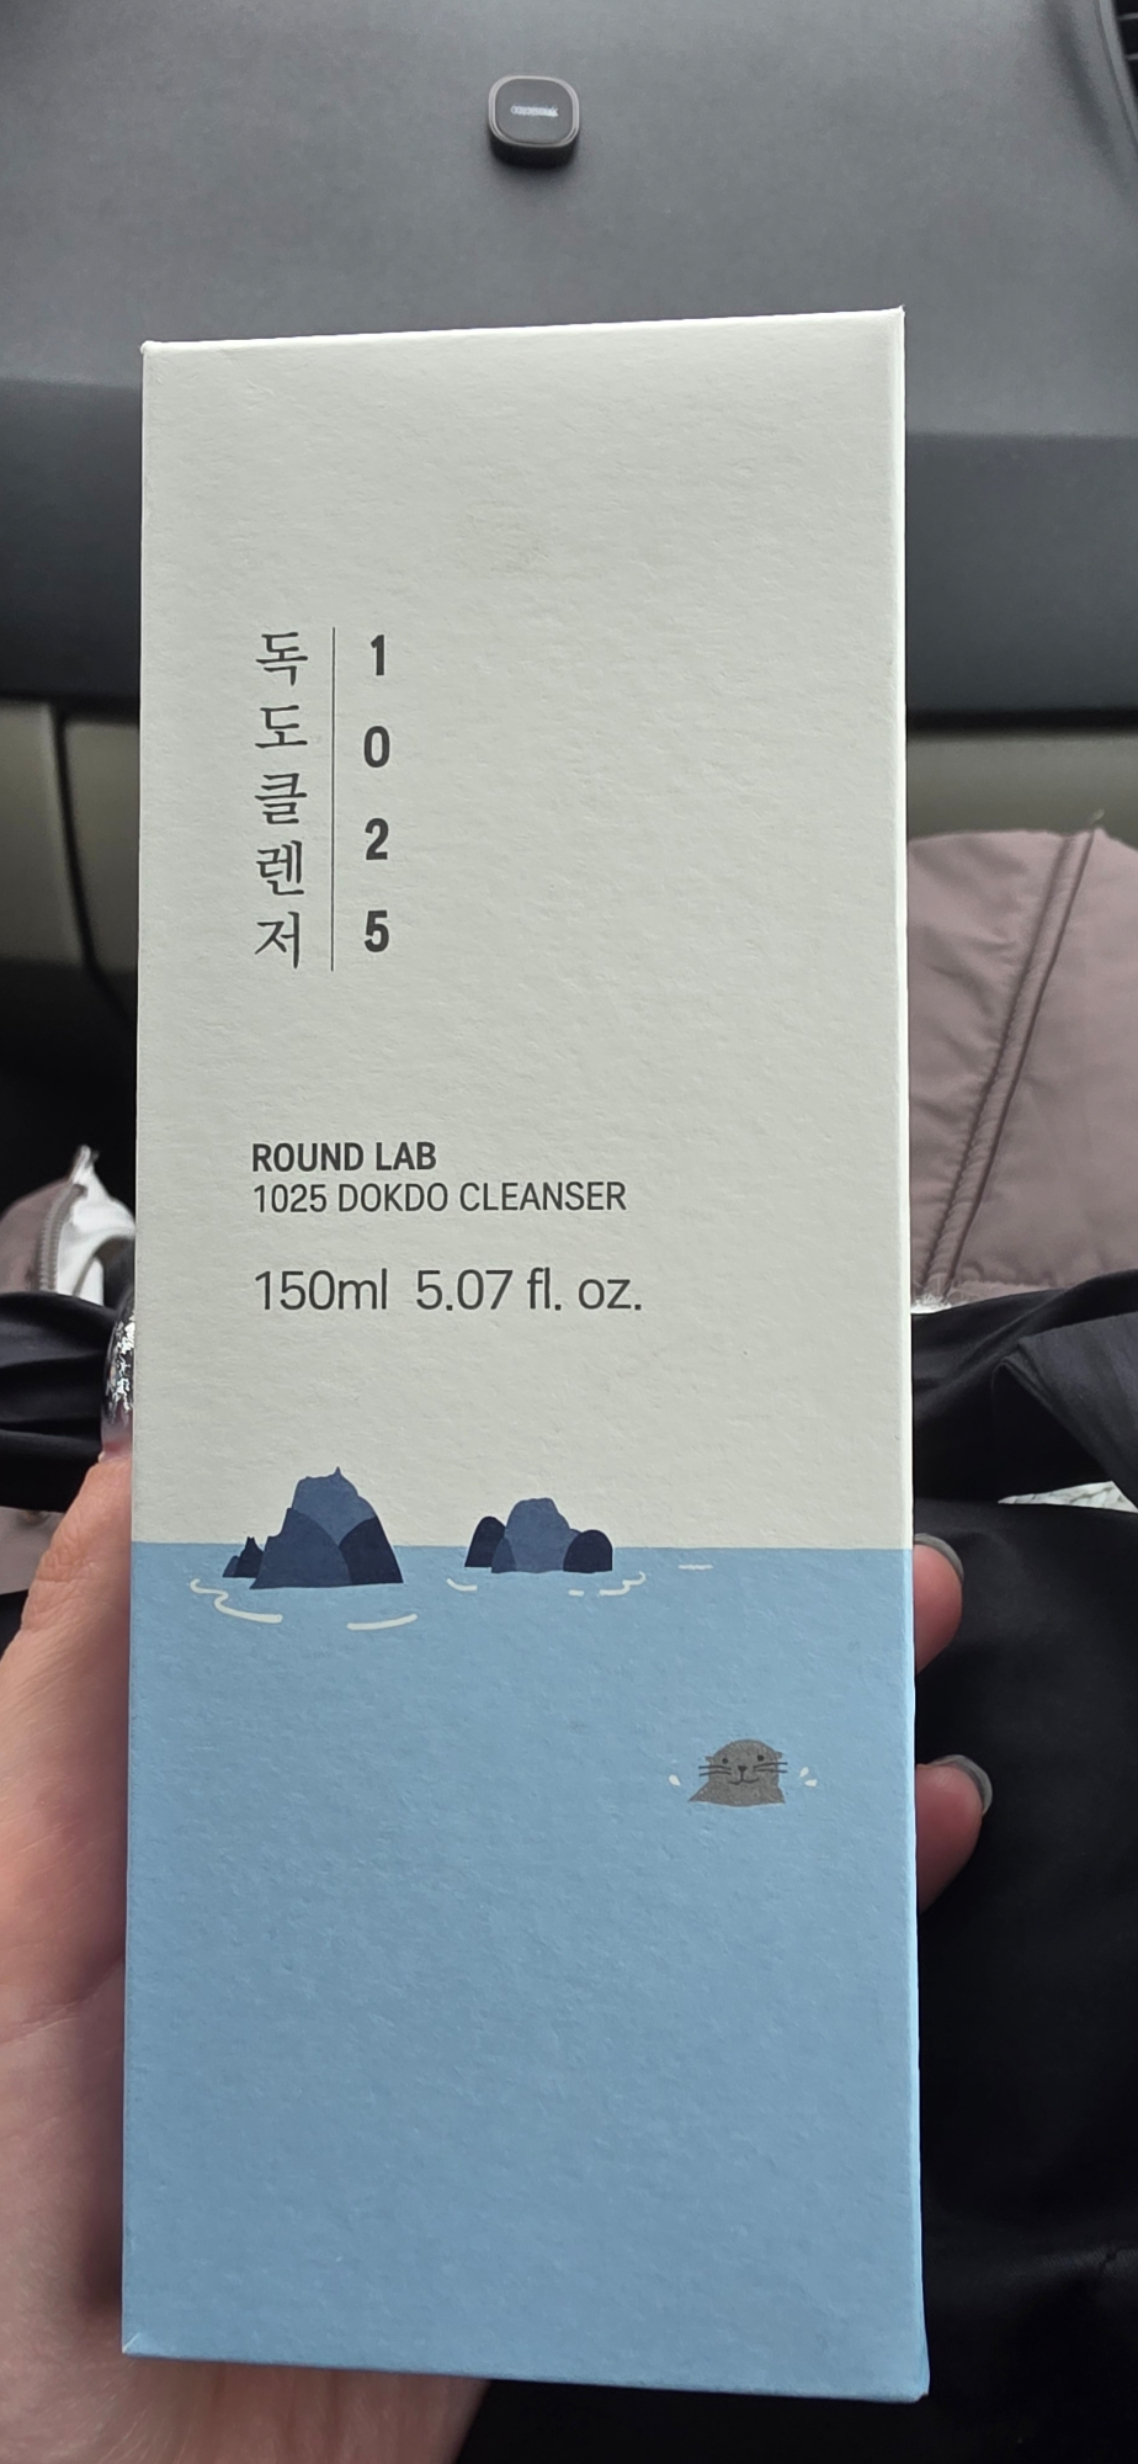 독도클렌저
1025
ROUND LAB
1025 DOKDO CLEANSER
150ml 5.07 fl. oz.